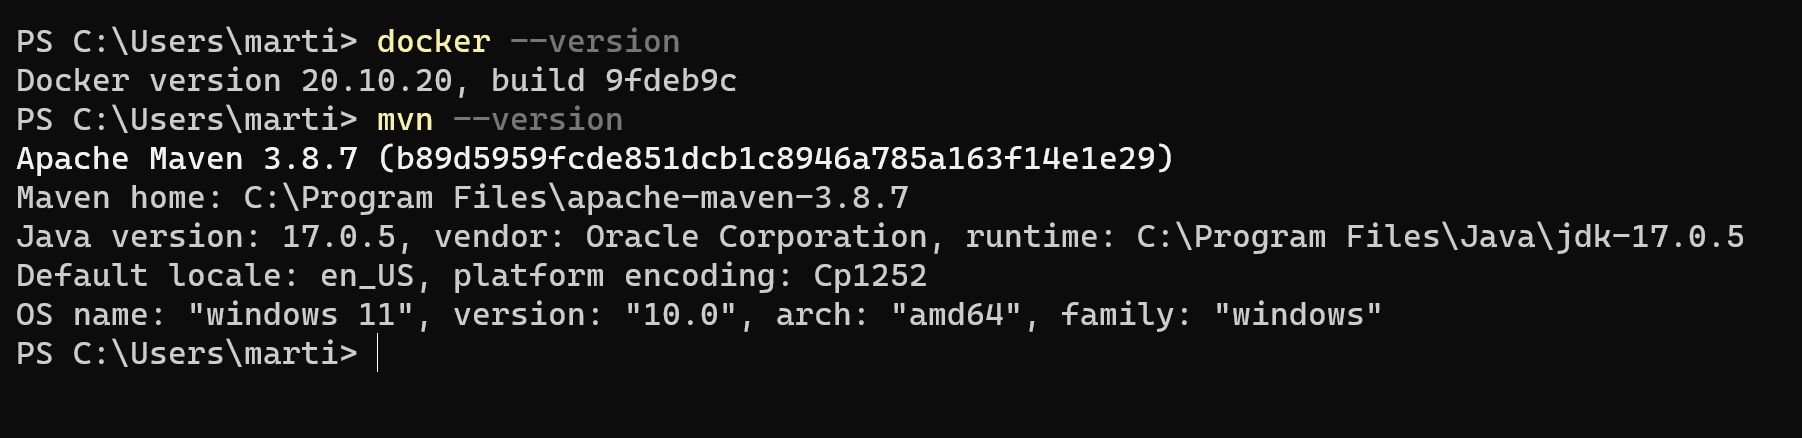 PS C:\Users\marti> docker --version
Docker version 20.10.20, build 9fdeb9c
PS C:\Users\marti> mvn --version
Apache Maven 3.8.7 (b89d5959fcde851dcb1c8946a785a163f14e1e29)
Maven home: C:\Program Files\apache-maven-3.8.7
Java version: 17.0.5, vendor: Oracle Corporation, runtime: C:\Program Files\Java\jdk-17.0.5
Default locale: en_US, platform encoding: Cp1252
OS name: "windows 11", version: "10.0", arch: "amd64", family: "windows"
PS C:\Users\marti>